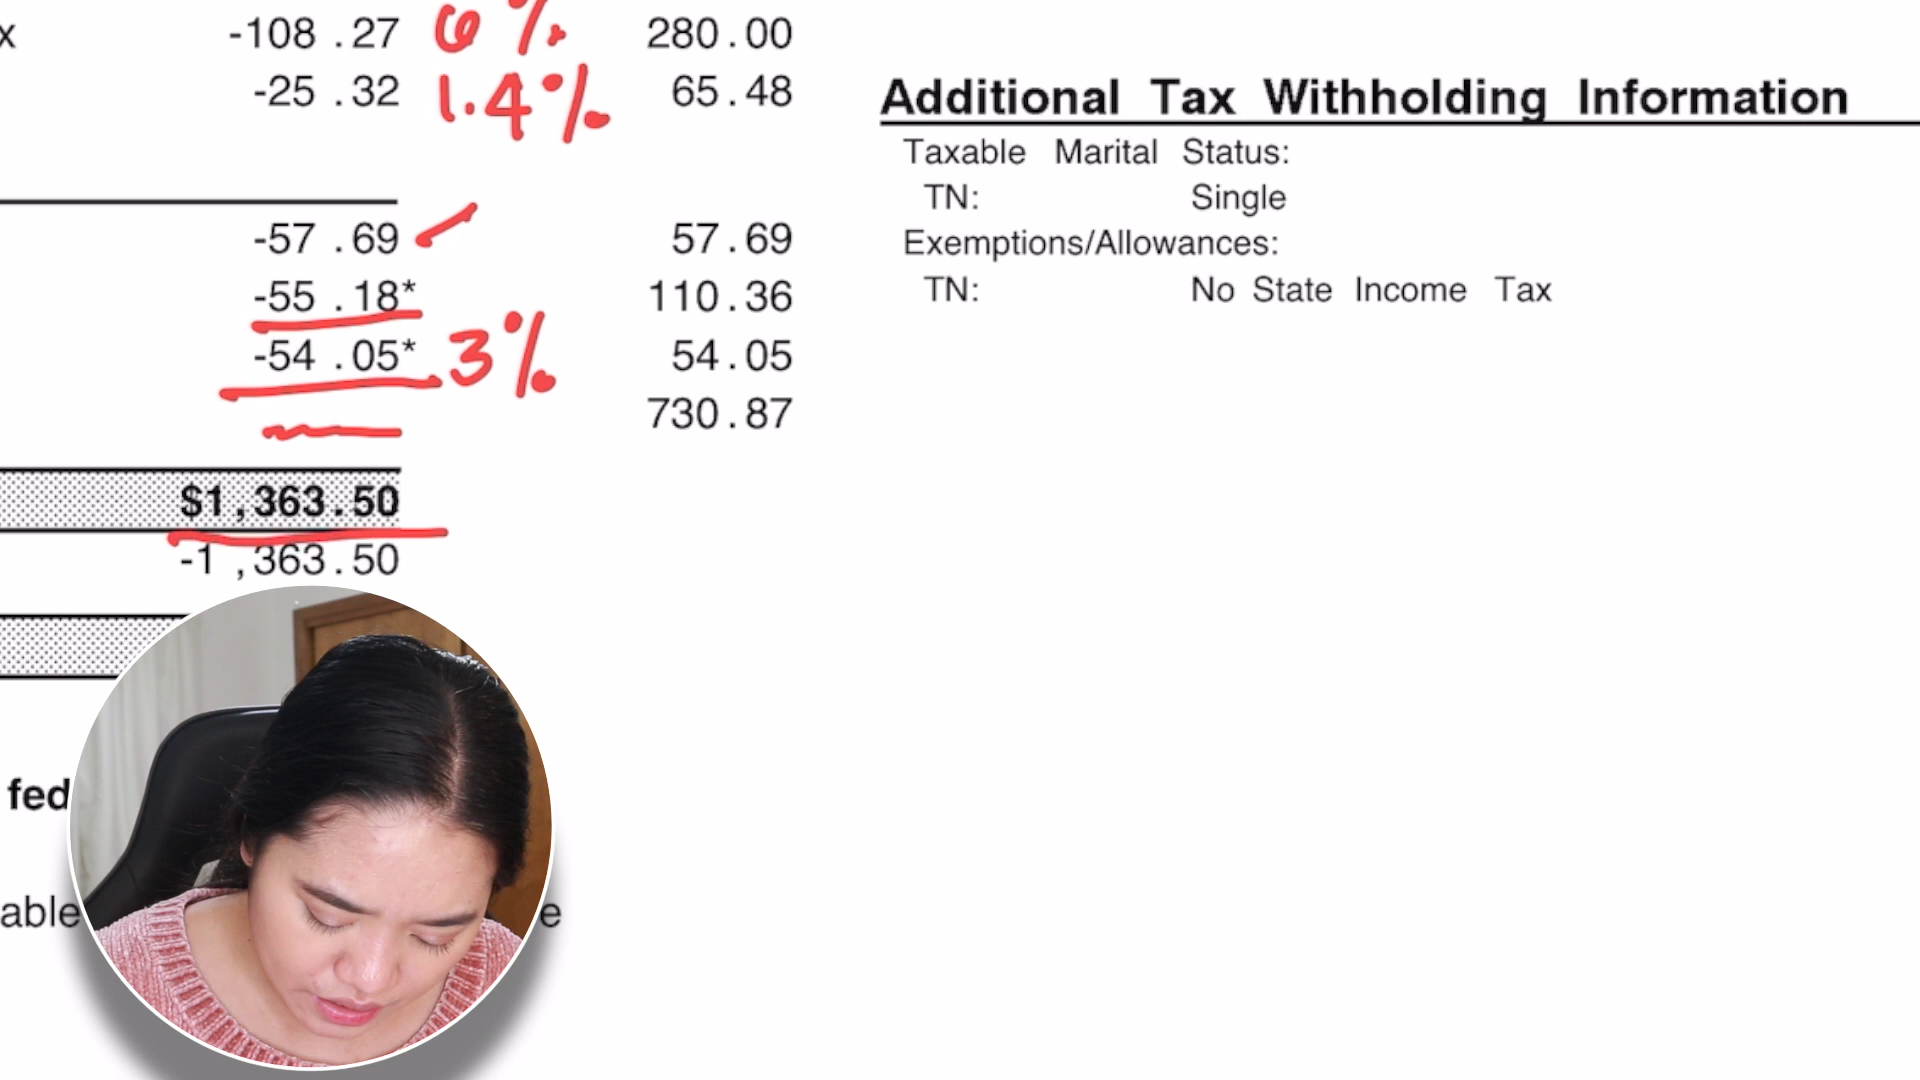 x -108 .27 6% 280.00
-25 .32 1.4% 65.48
Additional Tax Withholding Information
Taxable Marital Status:
TN: Single
Exemptions/Allowances:
TN: No State Income Tax
-57 .69 57.69
-55 .18* 110.36
-54 .05* 3% 54.05
730.87
$1,363.50
-1 ,363.50
fed
able e